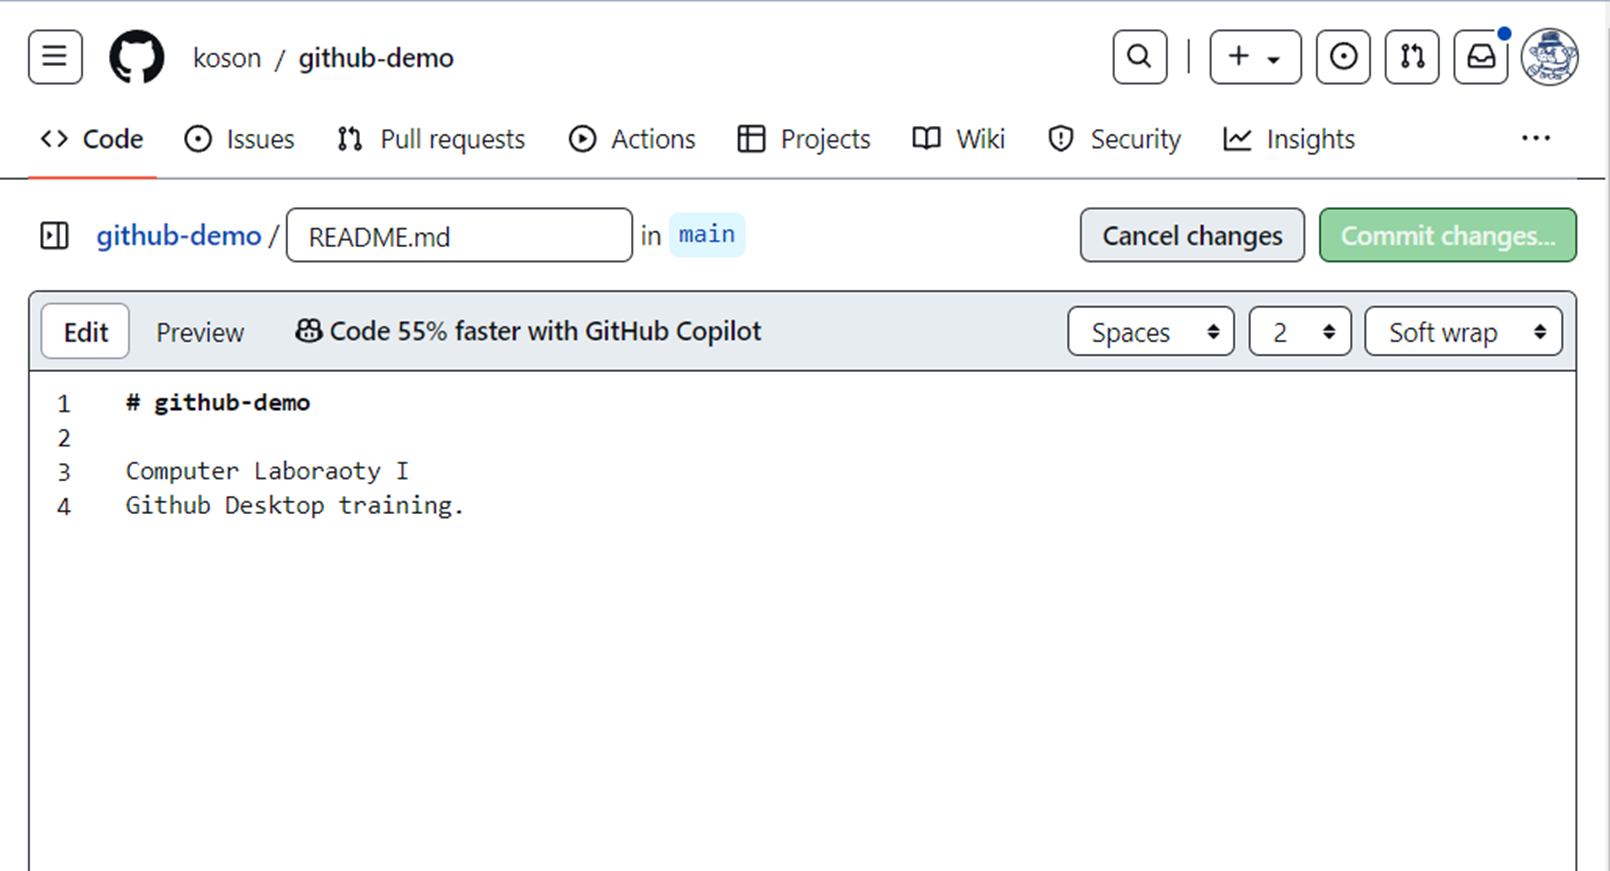 koson / github-demo
Code Issues Pull requests Actions Projects Wiki Security Insights ...
github-demo / README.md in main Cancel changes Commit changes...
Edit Preview Code 55% faster with GitHub Copilot Spaces 2 Soft wrap
1 # github-demo
2
3 Computer Laboraoty I
4 Github Desktop training.